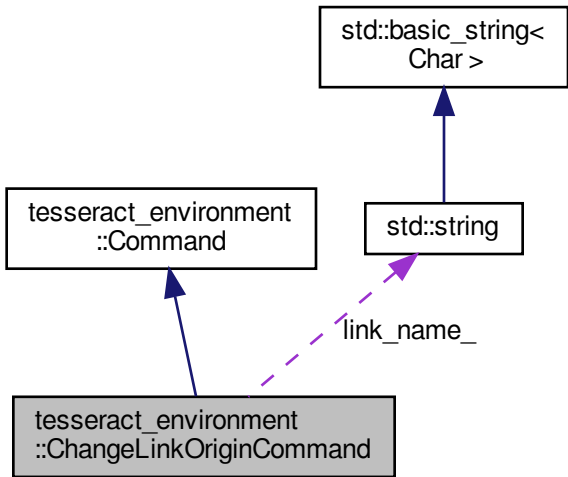 std::basic_string<
Char >
tesseract_environment
::Command
std::string
link_name_
tesseract_environment
::ChangeLinkOriginCommand